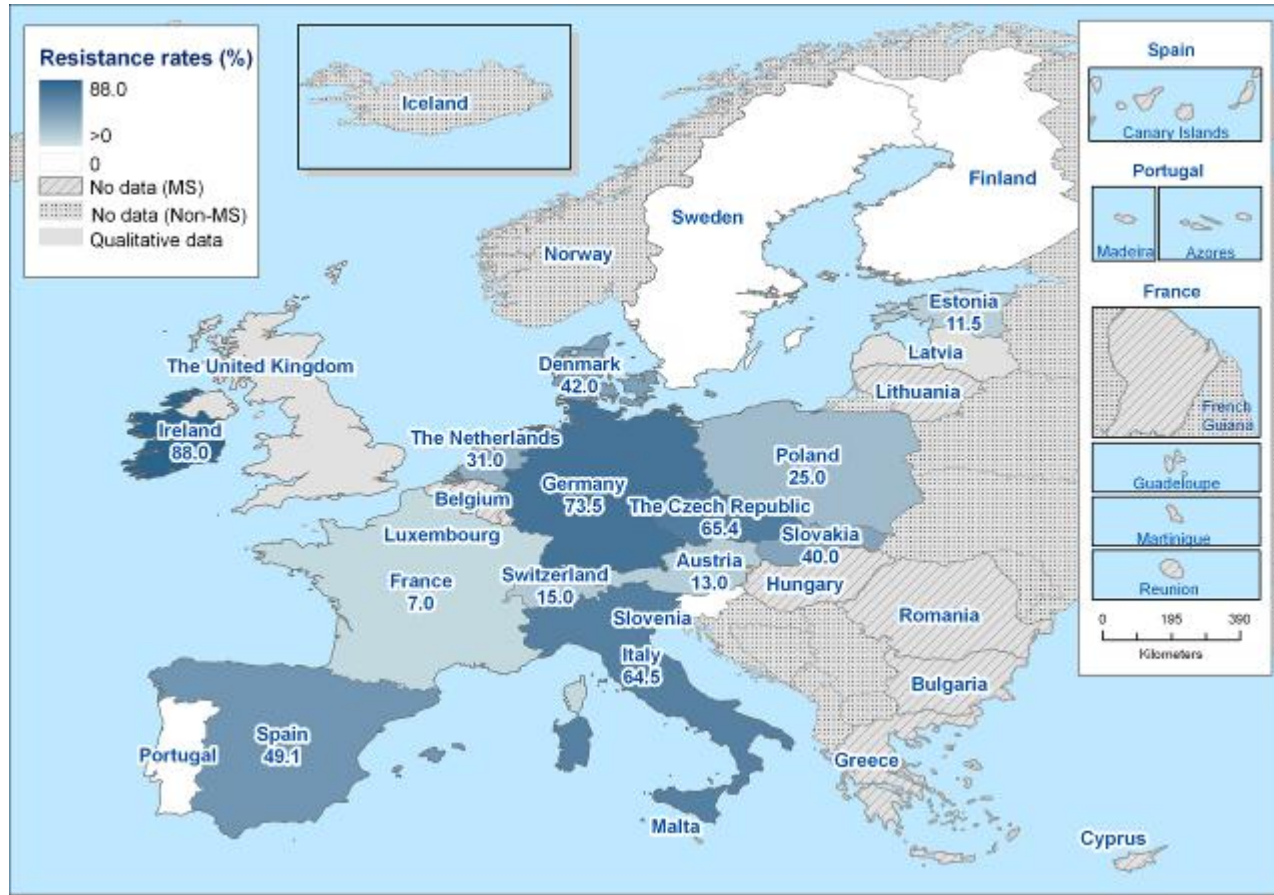 Resistance rates (%)
88.0
>0
0
No data (MS)
No data (Non-MS)
Qualitative data
Iceland
Norway
Sweden
Finland
Estonia
11.5
Latvia
Lithuania
The United Kingdom
Ireland
88.0
Denmark
42.0
The Netherlands
31.0
Belgium
Germany
73.5
Poland
25.0
The Czech Republic
65.4
Slovakia
40.0
Luxembourg
France
7.0
Switzerland
15.0
Austria
13.0
Hungary
Slovenia
Romania
Italy
64.5
Bulgaria
Portugal
Spain
49.1
Greece
Malta
Cyprus
Spain
Canary Islands
Portugal
Madeira
Azores
France
French
Guiana
Guadeloupe
Martinique
Reunion
0 195 390
Kilometers